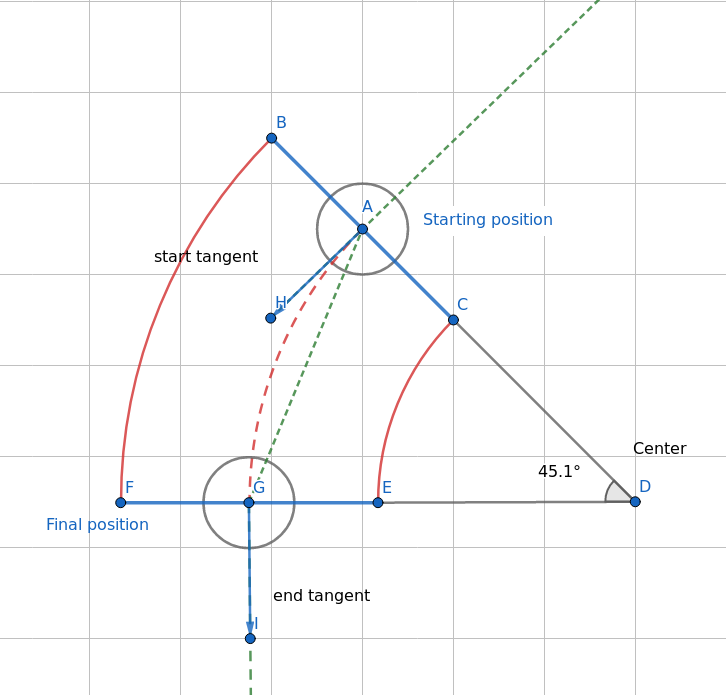 B
A
Starting position
start tangent
H
C
Center
45.1°
D
F
G
E
Final position
end tangent
I